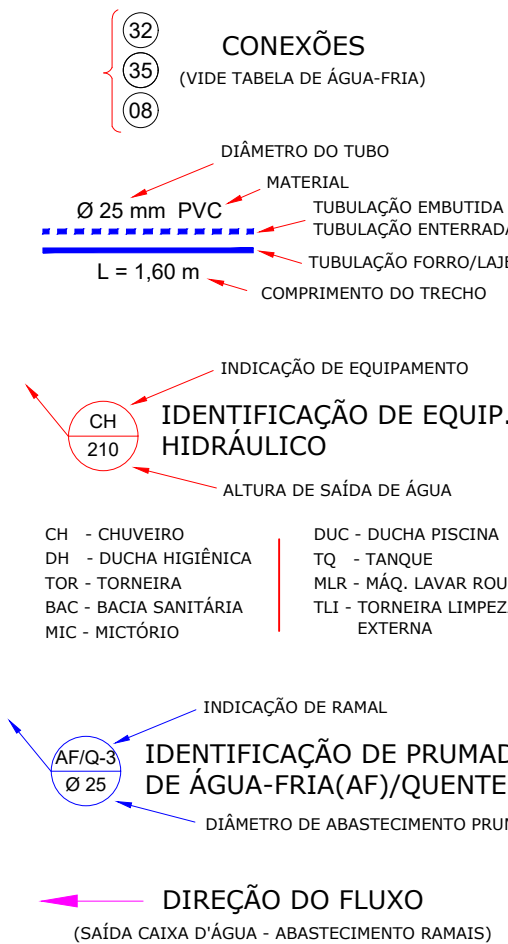 32
35
08
CONEXÕES
(VIDE TABELA DE ÁGUA-FRIA)
DIÂMETRO DO TUBO
MATERIAL
Ø 25 mm PVC
TUBULAÇÃO EMBUTIDA
TUBULAÇÃO ENTERRADA
TUBULAÇÃO FORRO/LAJE
L = 1,60 m
COMPRIMENTO DO TRECHO
INDICAÇÃO DE EQUIPAMENTO
CH
210
IDENTIFICAÇÃO DE EQUIP.
HIDRÁULICO
ALTURA DE SAÍDA DE ÁGUA
CH - CHUVEIRO
DH - DUCHA HIGIÊNICA
TOR - TORNEIRA
BAC - BACIA SANITÁRIA
MIC - MICTÓRIO
DUC - DUCHA PISCINA
TQ - TANQUE
MLR - MÁQ. LAVAR ROU
TLI - TORNEIRA LIMPEZA
EXTERNA
INDICAÇÃO DE RAMAL
AF/Q-3
Ø 25
IDENTIFICAÇÃO DE PRUMAD
DE ÁGUA-FRIA(AF)/QUENTE
DIÂMETRO DE ABASTECIMENTO PRUM
DIREÇÃO DO FLUXO
(SAÍDA CAIXA D'ÁGUA - ABASTECIMENTO RAMAIS)